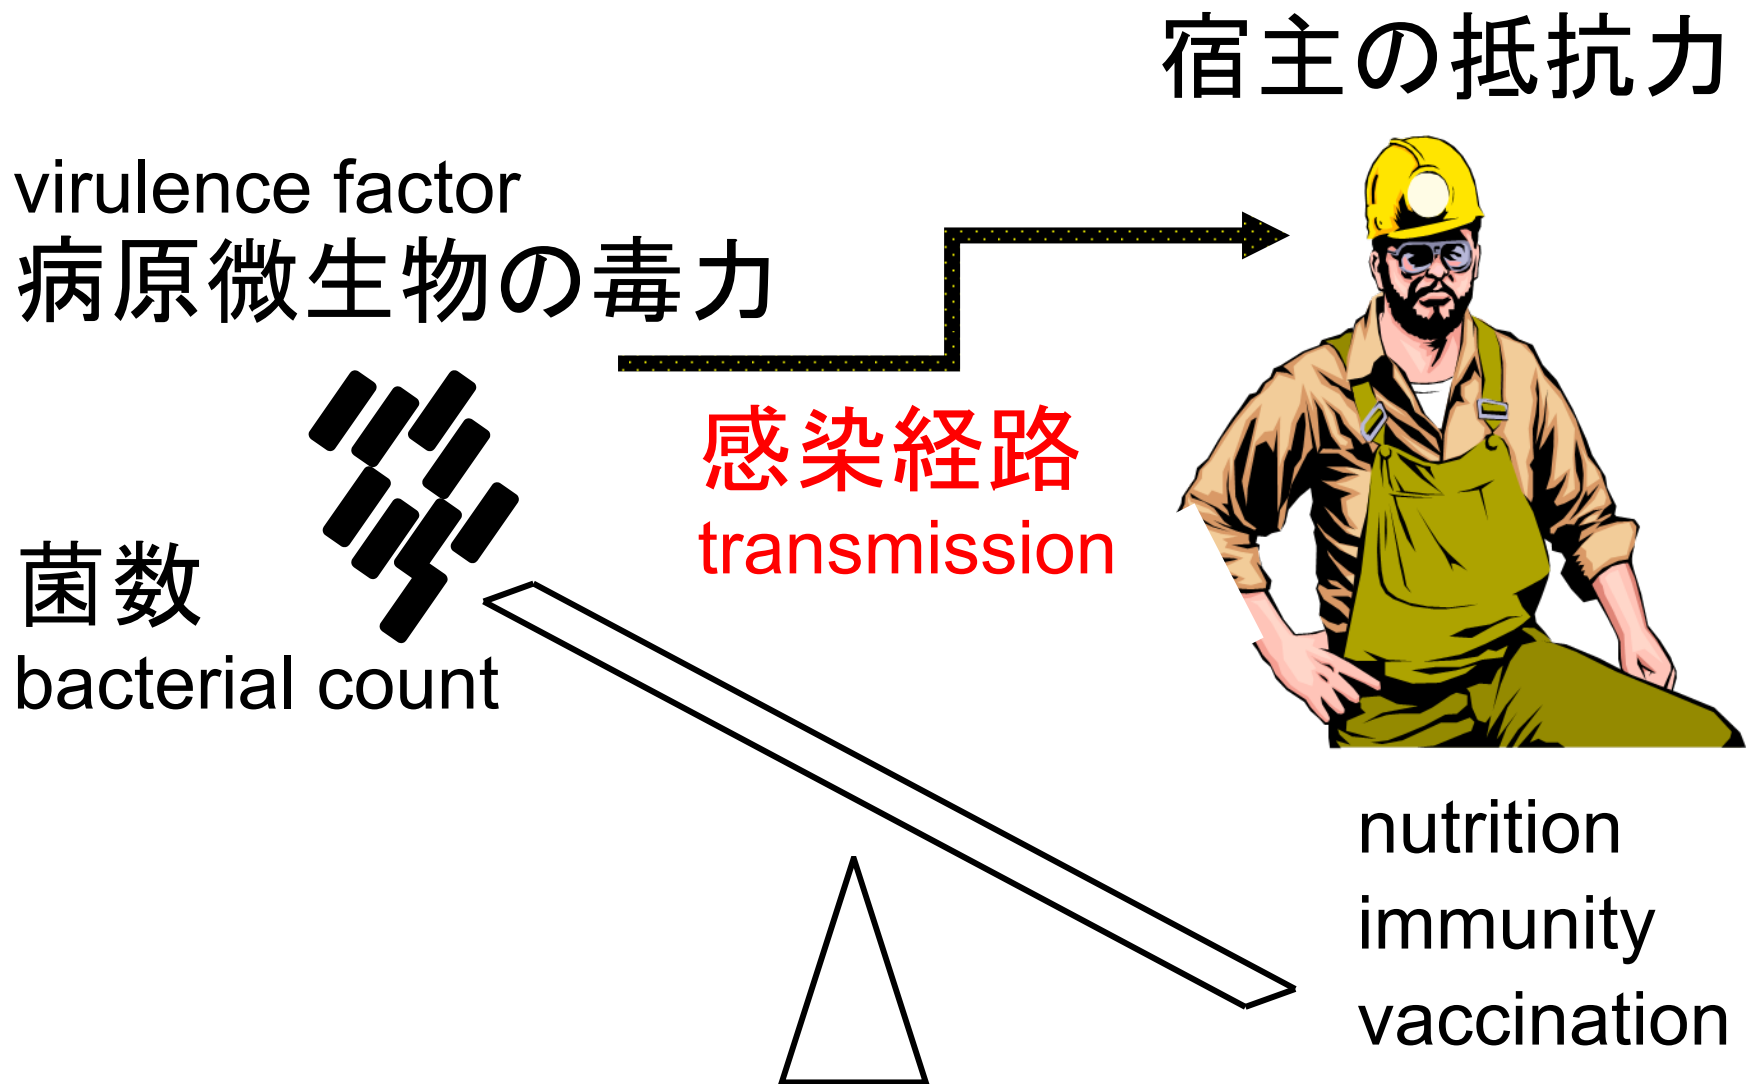 宿主の抵抗力
virulence factor
病原微生物の毒力
感染経路
transmission
菌数
bacterial count
nutrition
immunity
vaccination